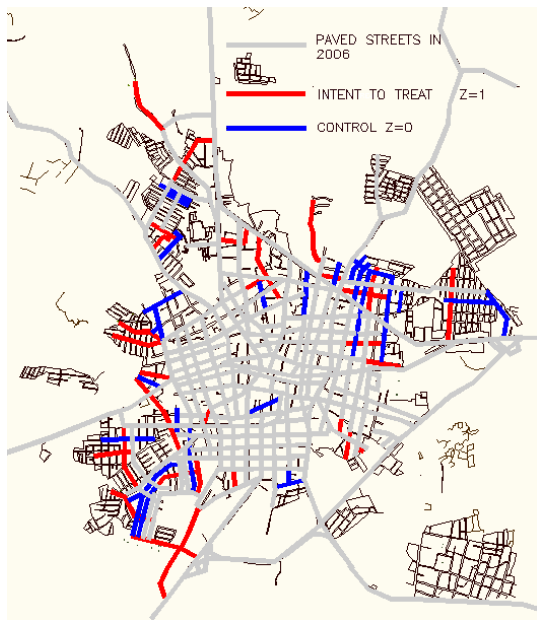 PAVED STREETS IN
2006
INTENT TO TREAT Z=1
CONTROL Z=0